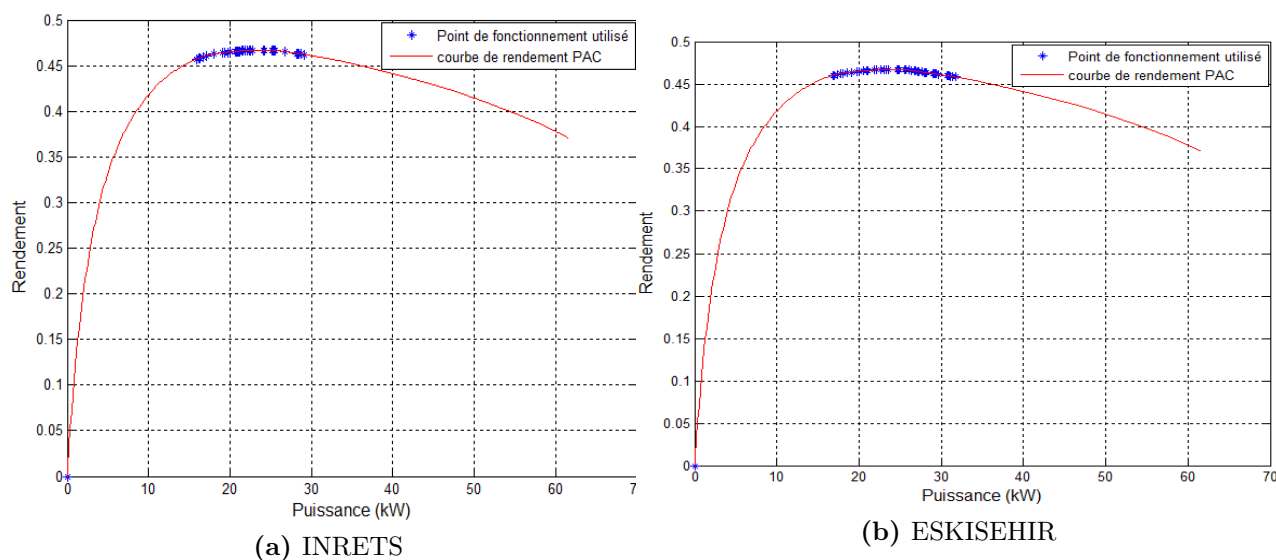 0.5
0.45
0.4
0.35
0.3
0.25
0.2
0.15
0.1
0.05
0
Rendement
Point de fonctionnement utilisé
courbe de rendement PAC
0 10 20 30 40 50 60 7
Puissance (kW)
(a) INRETS
0.5
0.45
0.4
0.35
0.3
0.25
0.2
0.15
0.1
0.05
0
Rendement
Point de fonctionnement utilisé
courbe de rendement PAC
0 10 20 30 40 50 60 70
Puissance (kW)
(b) ESKISEHIR